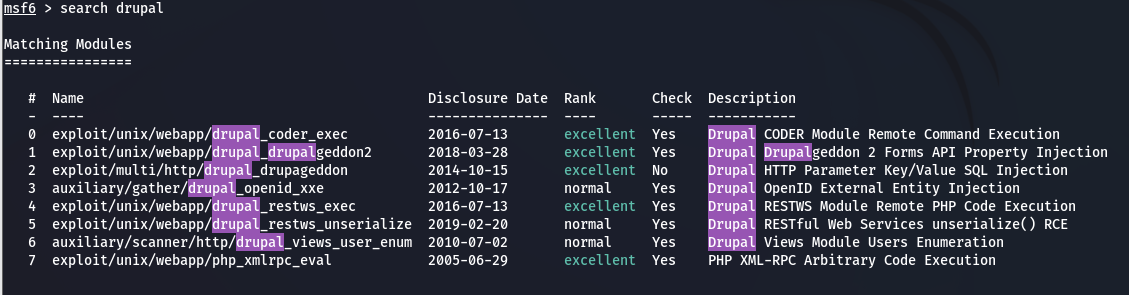 msf6 > search drupal
Matching Modules
================
#  Name                                       Disclosure Date  Rank       Check  Description
-  ----                                       ---------------  ----       -----  -----------
0  exploit/unix/webapp/drupal_coder_exec      2016-07-13       excellent  Yes    Drupal CODER Module Remote Command Execution
1  exploit/unix/webapp/drupal_drupalgeddon2   2018-03-28       excellent  Yes    Drupal Drupalgeddon 2 Forms API Property Injection
2  exploit/multi/http/drupal_drupageddon      2014-10-15       excellent  No     Drupal HTTP Parameter Key/Value SQL Injection
3  auxiliary/gather/drupal_openid_xxe         2012-10-17       normal     Yes    Drupal OpenID External Entity Injection
4  exploit/unix/webapp/drupal_restws_exec     2016-07-13       excellent  Yes    Drupal RESTWS Module Remote PHP Code Execution
5  exploit/unix/webapp/drupal_restws_unserialize  2019-02-20   normal     Yes    Drupal RESTful Web Services unserialize() RCE
6  auxiliary/scanner/http/drupal_views_user_enum  2010-07-02   normal     Yes    Drupal Views Module Users Enumeration
7  exploit/unix/webapp/php_xmlrpc_eval        2005-06-29       excellent  Yes    PHP XML-RPC Arbitrary Code Execution